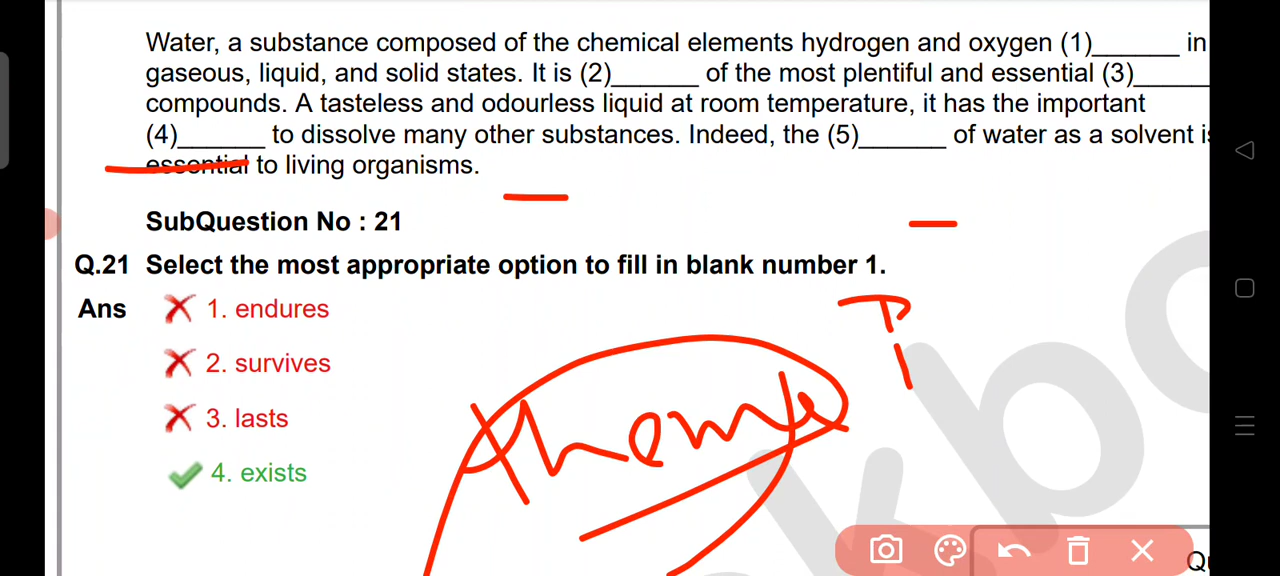 Water, a substance composed of the chemical elements hydrogen and oxygen (1)______ in
gaseous, liquid, and solid states. It is (2)______ of the most plentiful and essential (3)______
compounds. A tasteless and odourless liquid at room temperature, it has the important
(4)______ to dissolve many other substances. Indeed, the (5)______ of water as a solvent is
essential to living organisms.
SubQuestion No : 21
Q.21 Select the most appropriate option to fill in blank number 1.
Ans 1. endures
2. survives
3. lasts
4. exists